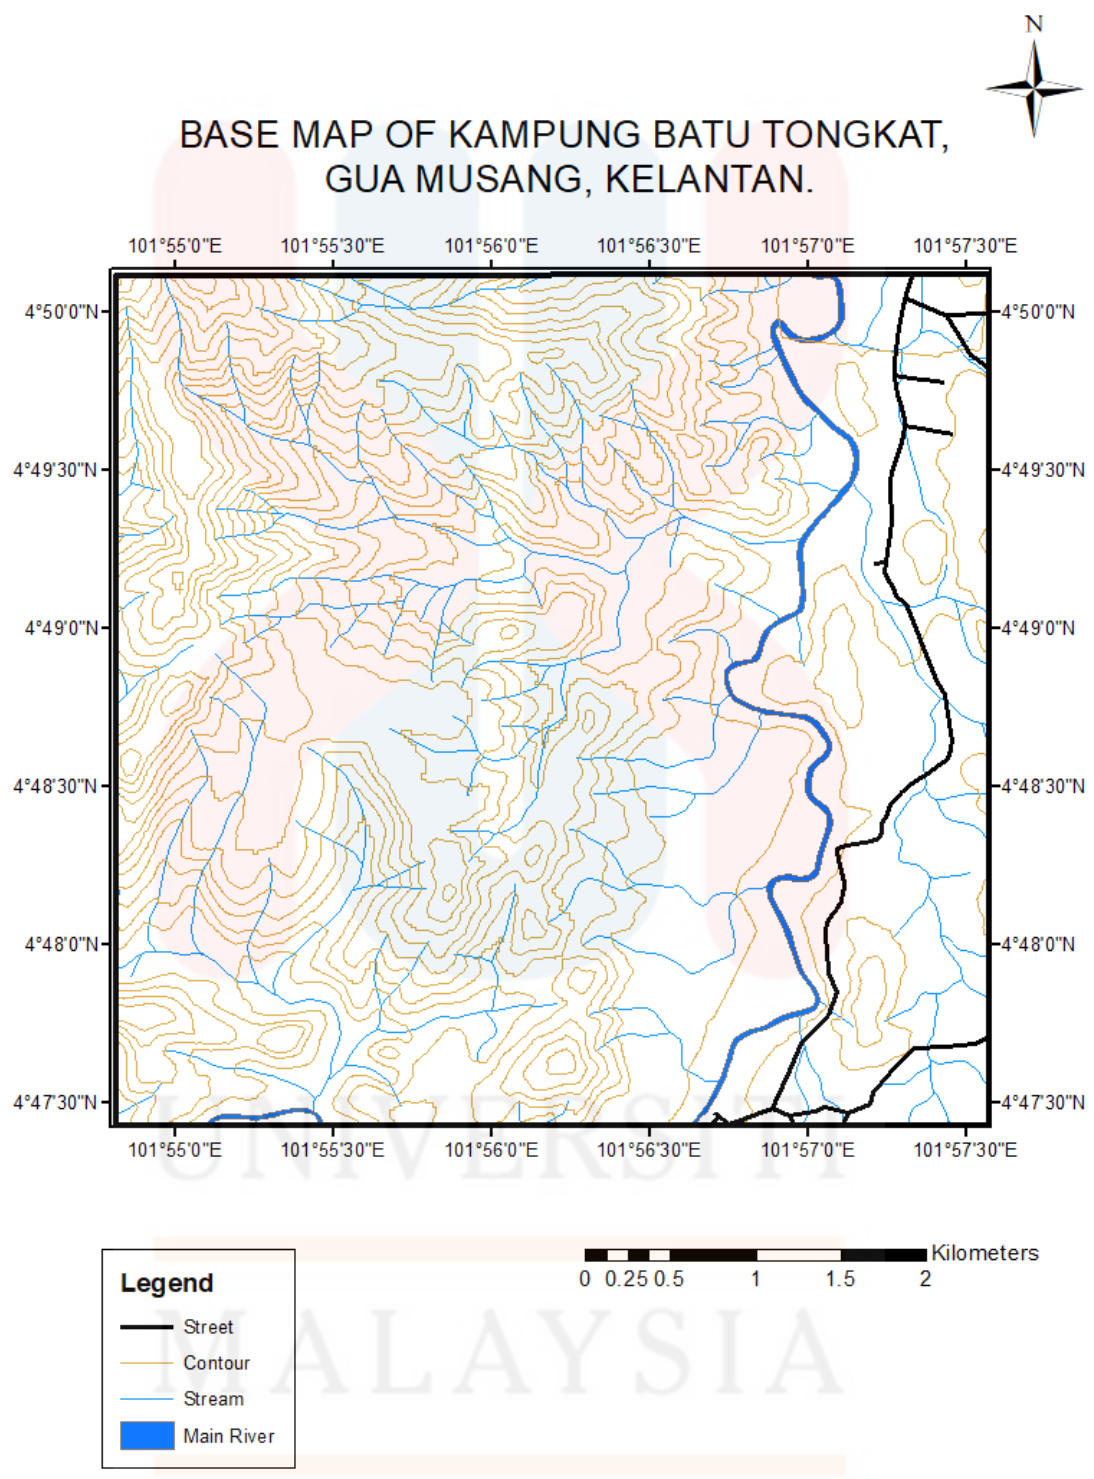 N
BASE MAP OF KAMPUNG BATU TONGKAT,
GUA MUSANG, KELANTAN.
101°55'0"E 101°55'30"E 101°56'0"E 101°56'30"E 101°57'0"E 101°57'30"E
4°50'0"N 4°50'0"N
4°49'30"N 4°49'30"N
4°49'0"N 4°49'0"N
4°48'30"N 4°48'30"N
4°48'0"N 4°48'0"N
4°47'30"N 4°47'30"N
101°55'0"E 101°55'30"E 101°56'0"E 101°56'30"E 101°57'0"E 101°57'30"E
UNIVERSITI
Kilometers
0 0.25 0.5 1 1.5 2
Legend
Street
Contour
Stream
Main River
MALAYSIA